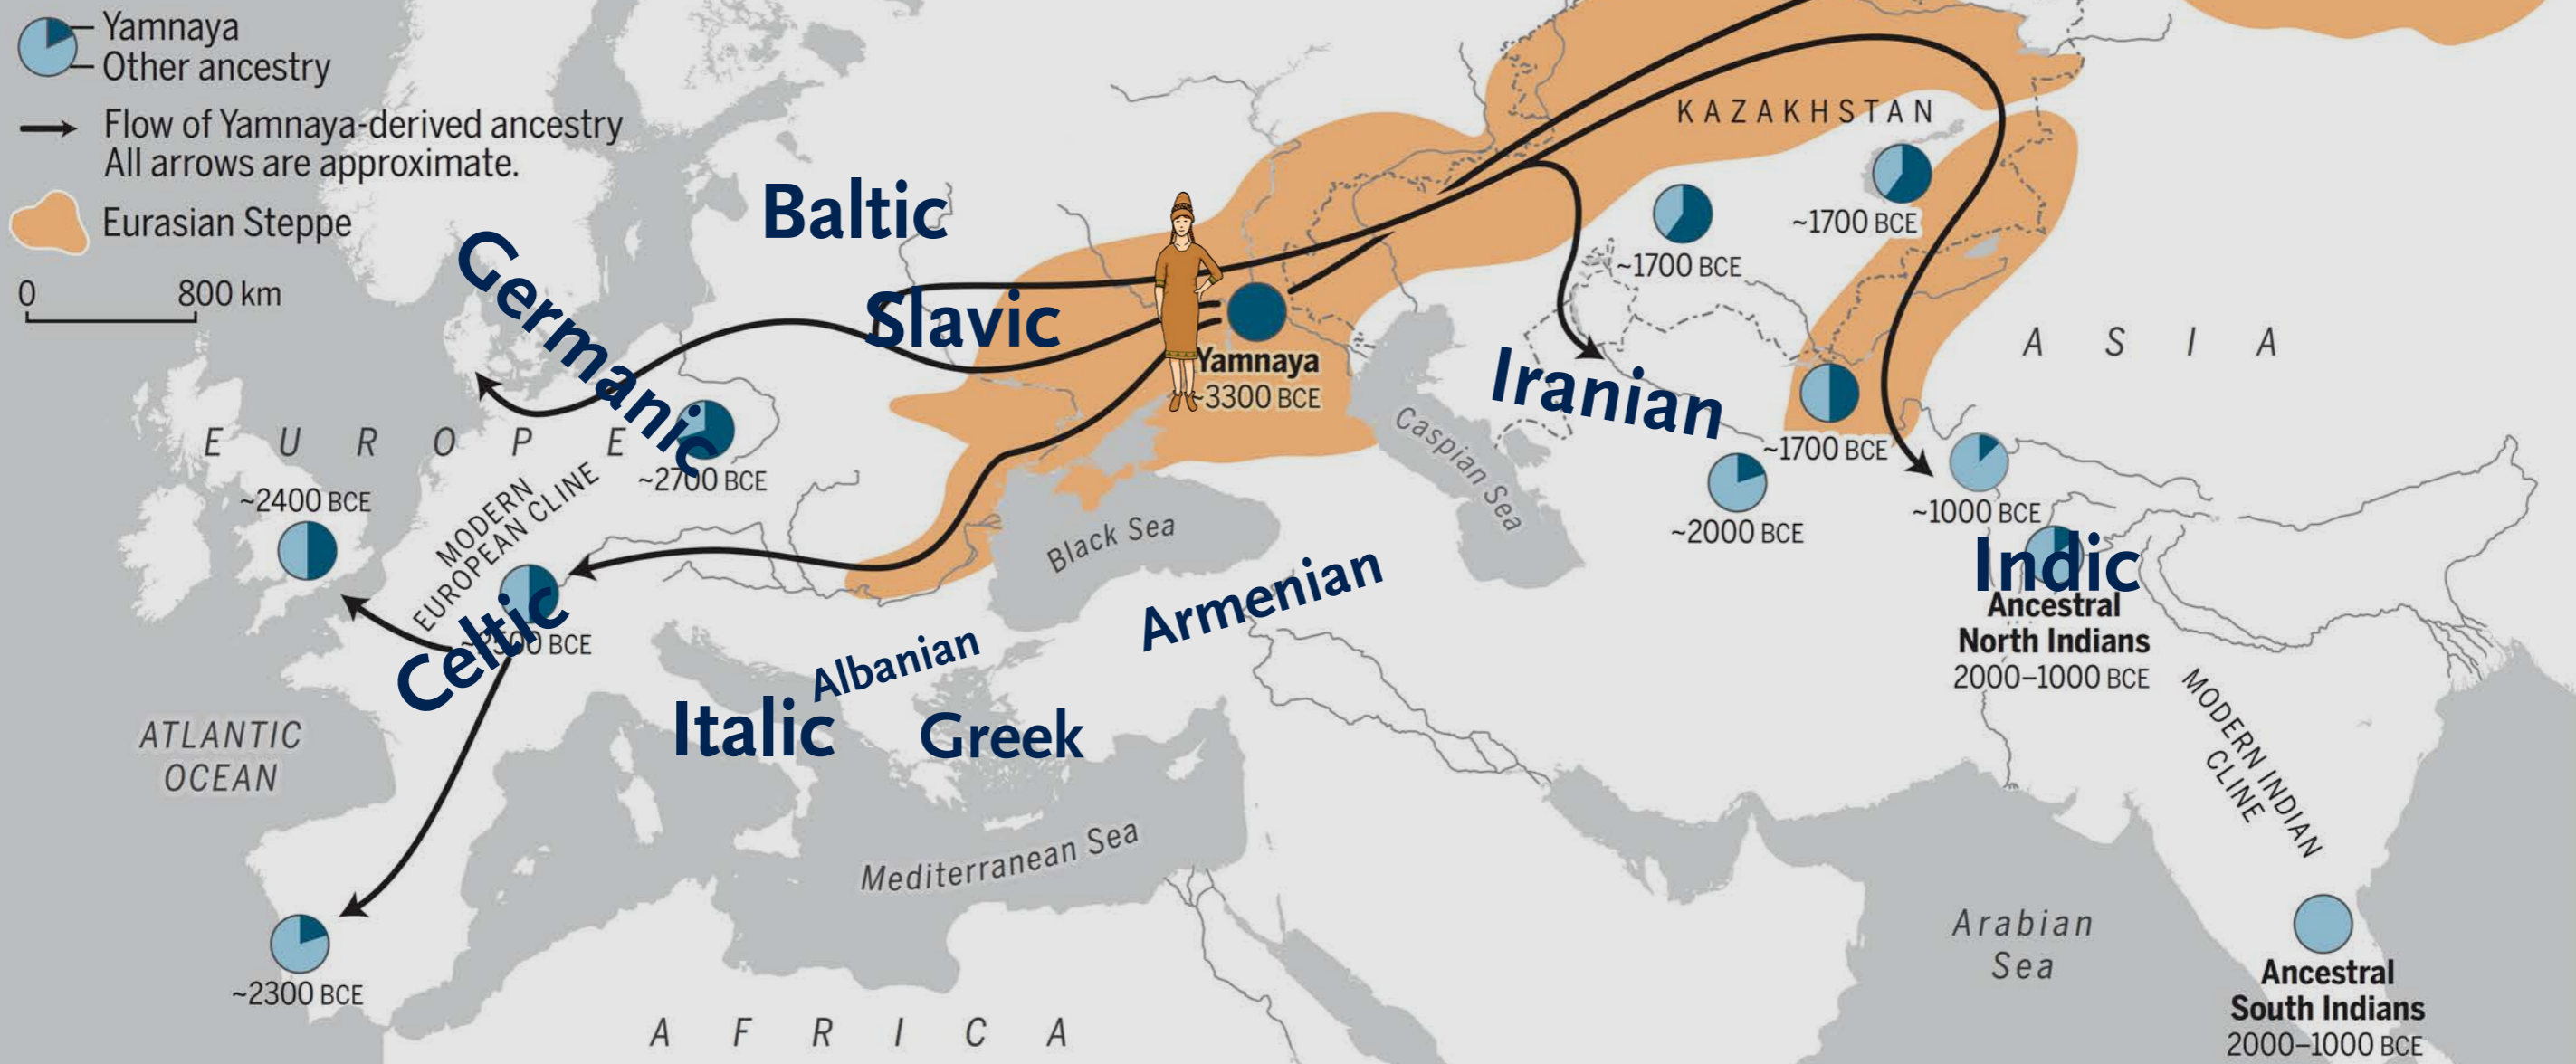 Yamnaya
Other ancestry
Flow of Yamnaya-derived ancestry
All arrows are approximate.
Eurasian Steppe
0 800 km
KAZAKHSTAN
Baltic
Germanic
Slavic
~1700 BCE
~1700 BCE
Yamnaya
~3300 BCE
ASIA
Iranian
Caspian Sea
EUROPE
~2700 BCE
~1700 BCE
~2400 BCE
MODERN
EUROPEAN CLINE
~2000 BCE
~1000 BCE
Black Sea
Indic
Ancestral
North Indians
2000–1000 BCE
Armenian
Celtic
~2500 BCE
Albanian
Italic
Greek
ATLANTIC
OCEAN
MODERN INDIAN
CLINE
Mediterranean Sea
Arabian
Sea
~2300 BCE
Ancestral
South Indians
2000–1000 BCE
AFRICA